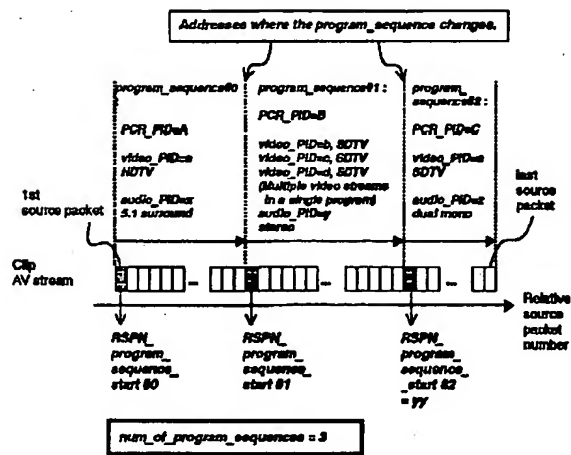 Addresses where the program_sequence changes.
program_sequence#0
PCR_PID=A
video_PID=a
HDTV
audio_PID=x
5.1 surround
program_sequence#1 :
PCR_PID=B
video_PID=b, SDTV
video_PID=c, SDTV
video_PID=d, SDTV
(Multiple video streams
in a single program)
audio_PID=y
stereo
program_
sequence#2 :
PCR_PID=C
video_PID=a
SDTV
audio_PID=z
dual mono
1st
source packet
last
source
packet
Clip
AV stream
...
...
...
Relative
source
packet
number
RSPN_
program_
sequence_
start #0
RSPN_
program_
sequence_
start #1
RSPN_
program_
sequence_
_start #2
= yy
num_of_program_sequences = 3